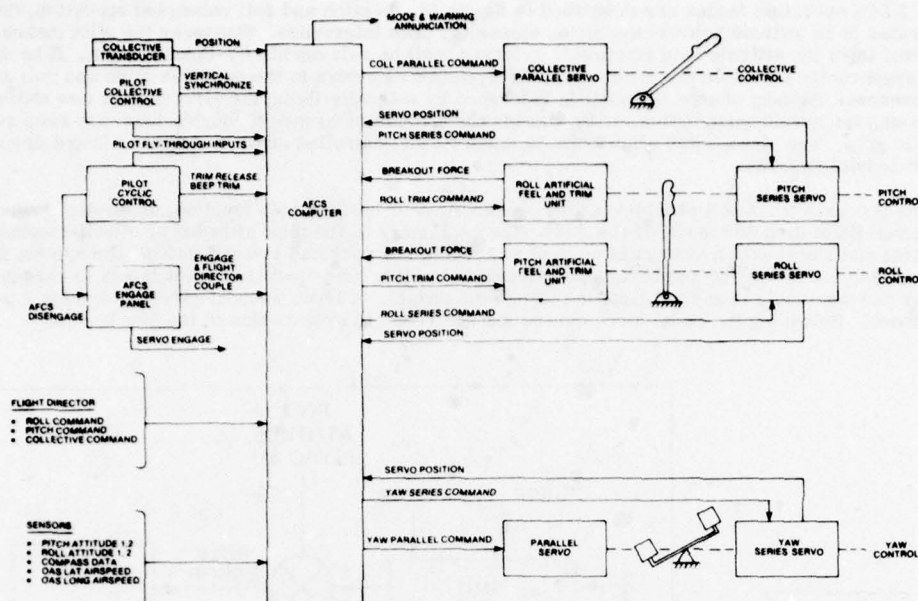 MODE & WARNING
ANNUNCIATION
COLLECTIVE
TRANSDUCER
POSITION
COLL PARALLEL COMMAND
COLLECTIVE
PARALLEL SERVO
CONTROL
VERTICAL
SYNCHRONIZE
COLLECTIVE CONTROL
SERVO POSITION
PITCH SERIES COMMAND
PILOT FLY-THROUGH INPUTS
PILOT
CYCLIC
CONTROL
TRIM RELEASE,
BEEP TRIM
AFCS
COMPUTER
BREAKOUT FORCE
ROLL TRIM COMMAND
ROLL ARTIFICIAL
FEEL AND TRIM
UNIT
PITCH
SERIES SERVO
PITCH
CONTROL
BREAKOUT FORCE
PITCH TRIM COMMAND
PITCH ARTIFICIAL
FEEL AND TRIM
UNIT
ROLL
SERIES SERVO
ROLL
CONTROL
ENGAGE
& FLIGHT
DIRECTOR
COUPLE
AFCS
ENGAGE
PANEL
AFCS
DISENGAGE
SERVO ENGAGE
ROLL SERIES COMMAND
SERVO POSITION
FLIGHT DIRECTOR
• ROLL COMMAND
• PITCH COMMAND
• COLLECTIVE COMMAND
SERVO POSITION
YAW SERIES COMMAND
YAW PARALLEL COMMAND
PARALLEL
SERVO
YAW
SERIES SERVO
YAW
CONTROL
SENSORS
• PITCH ATTITUDE 1, 2
• ROLL ATTITUDE 1, 2
• COMPASS DATA
• OAS LAT AIRSPEED
• OAS LONG AIRSPEED